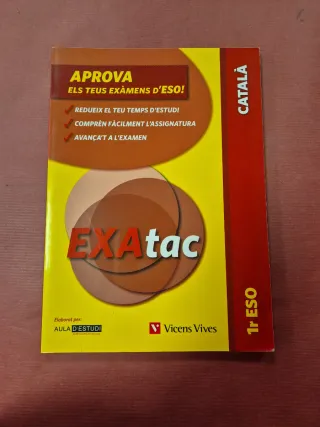 APROVA
ELS TEUS EXÀMENS D'ESO!
REDUEIX EL TEU TEMPS D'ESTUDI
COMPRÈN FÀCILMENT L'ASSIGNATURA
AVANÇA'T A L'EXAMEN
CATALÀ
EXAtac
Elaborat per:
AULA D'ESTUDI
Vicens Vives
1r ESO